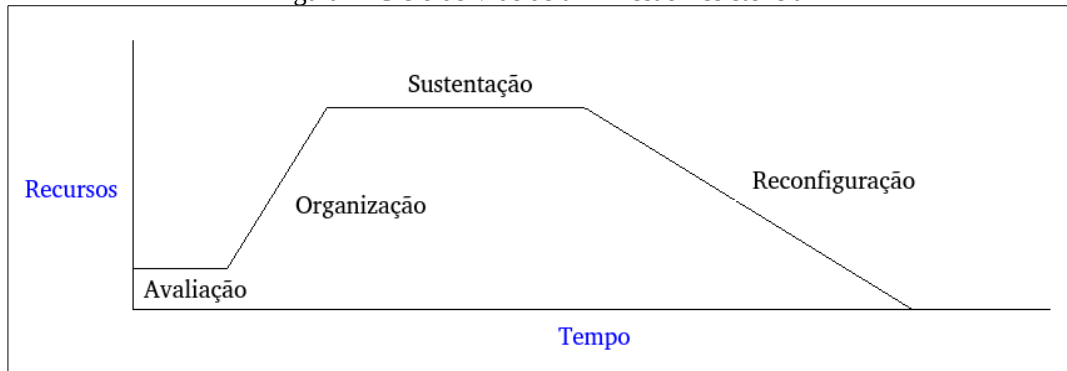 Sustentação
Recursos
Reconfiguração
Organização
Avaliação
Tempo